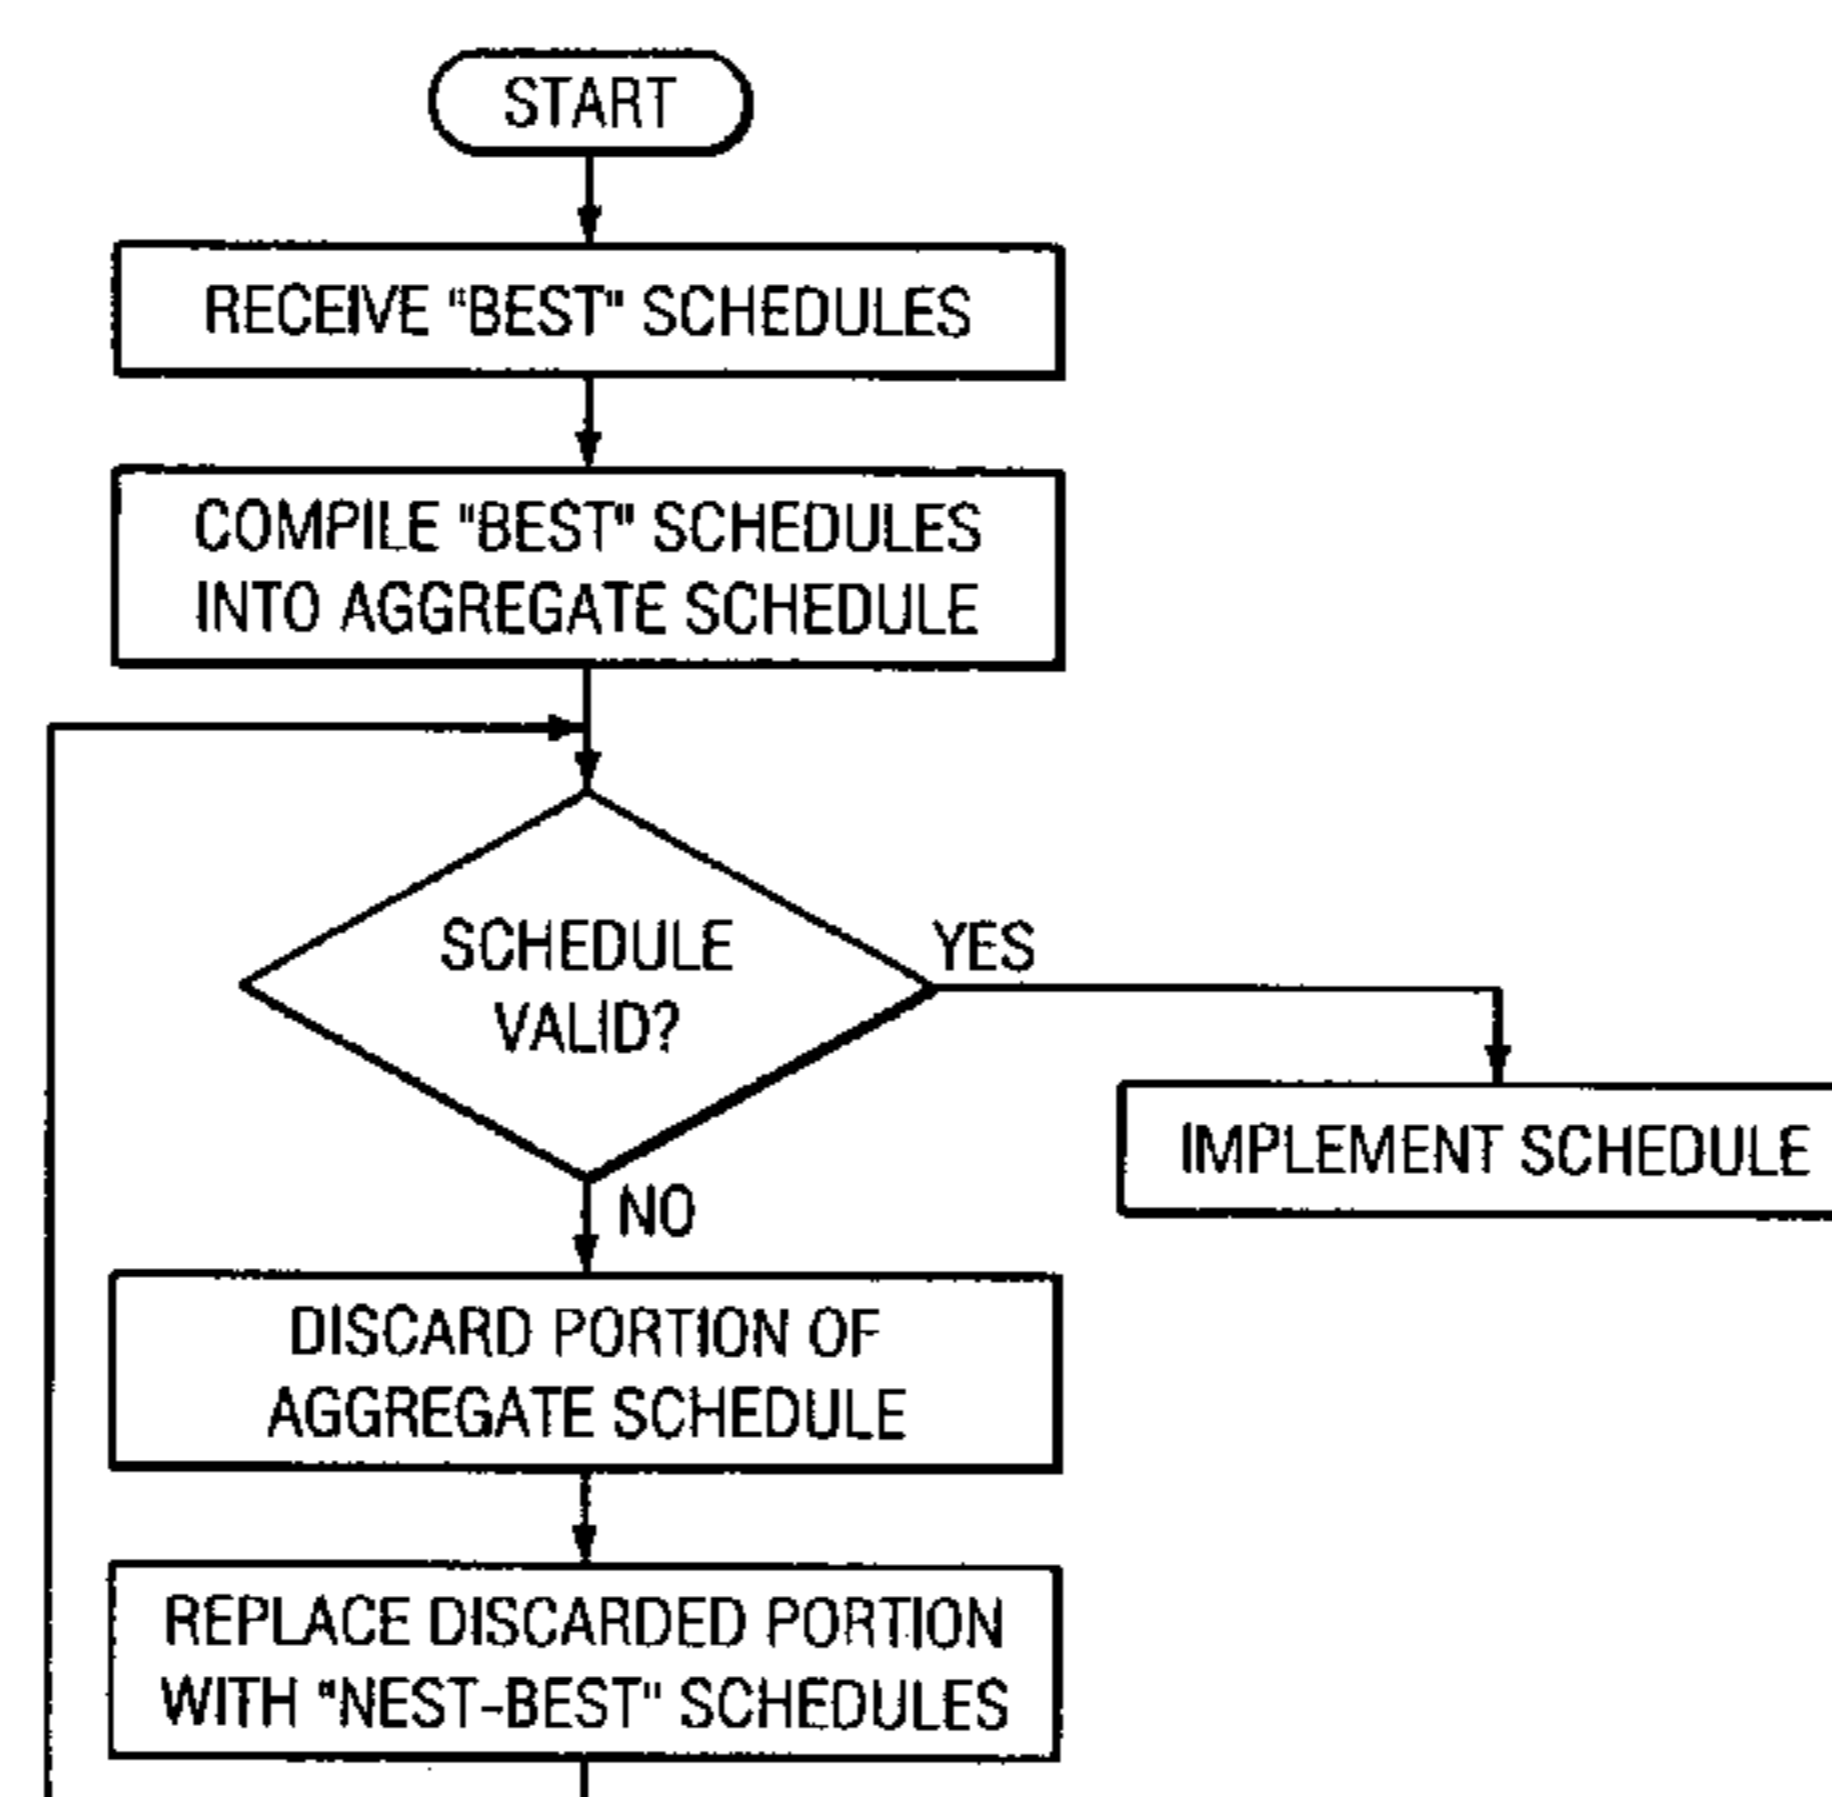 START
RECEIVE "BEST" SCHEDULES
COMPILE "BEST" SCHEDULES
INTO AGGREGATE SCHEDULE
SCHEDULE
VALID?
YES
IMPLEMENT SCHEDULE
NO
DISCARD PORTION OF
AGGREGATE SCHEDULE
REPLACE DISCARDED PORTION
WITH "NEST-BEST" SCHEDULES